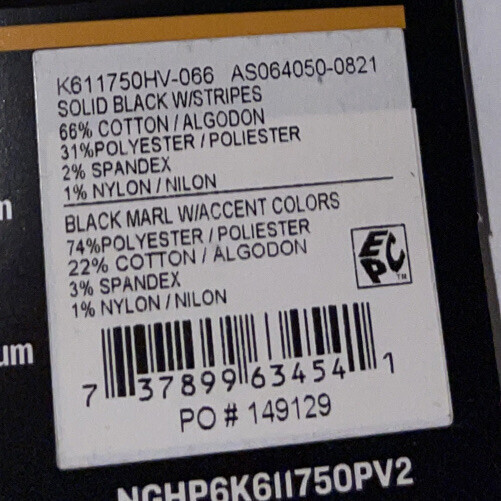 K611750HV-066 AS064050-0821
SOLID BLACK W/STRIPES
66% COTTON / ALGODON
31%POLYESTER / POLIESTER
2% SPANDEX
1% NYLON / NILON
BLACK MARL W/ACCENT COLORS
74%POLYESTER / POLIESTER
22% COTTON / ALGODON
3% SPANDEX
1% NYLON / NILON
EPC™
7 37899 63454 1
PO # 149129
NGHP6K611750PV2